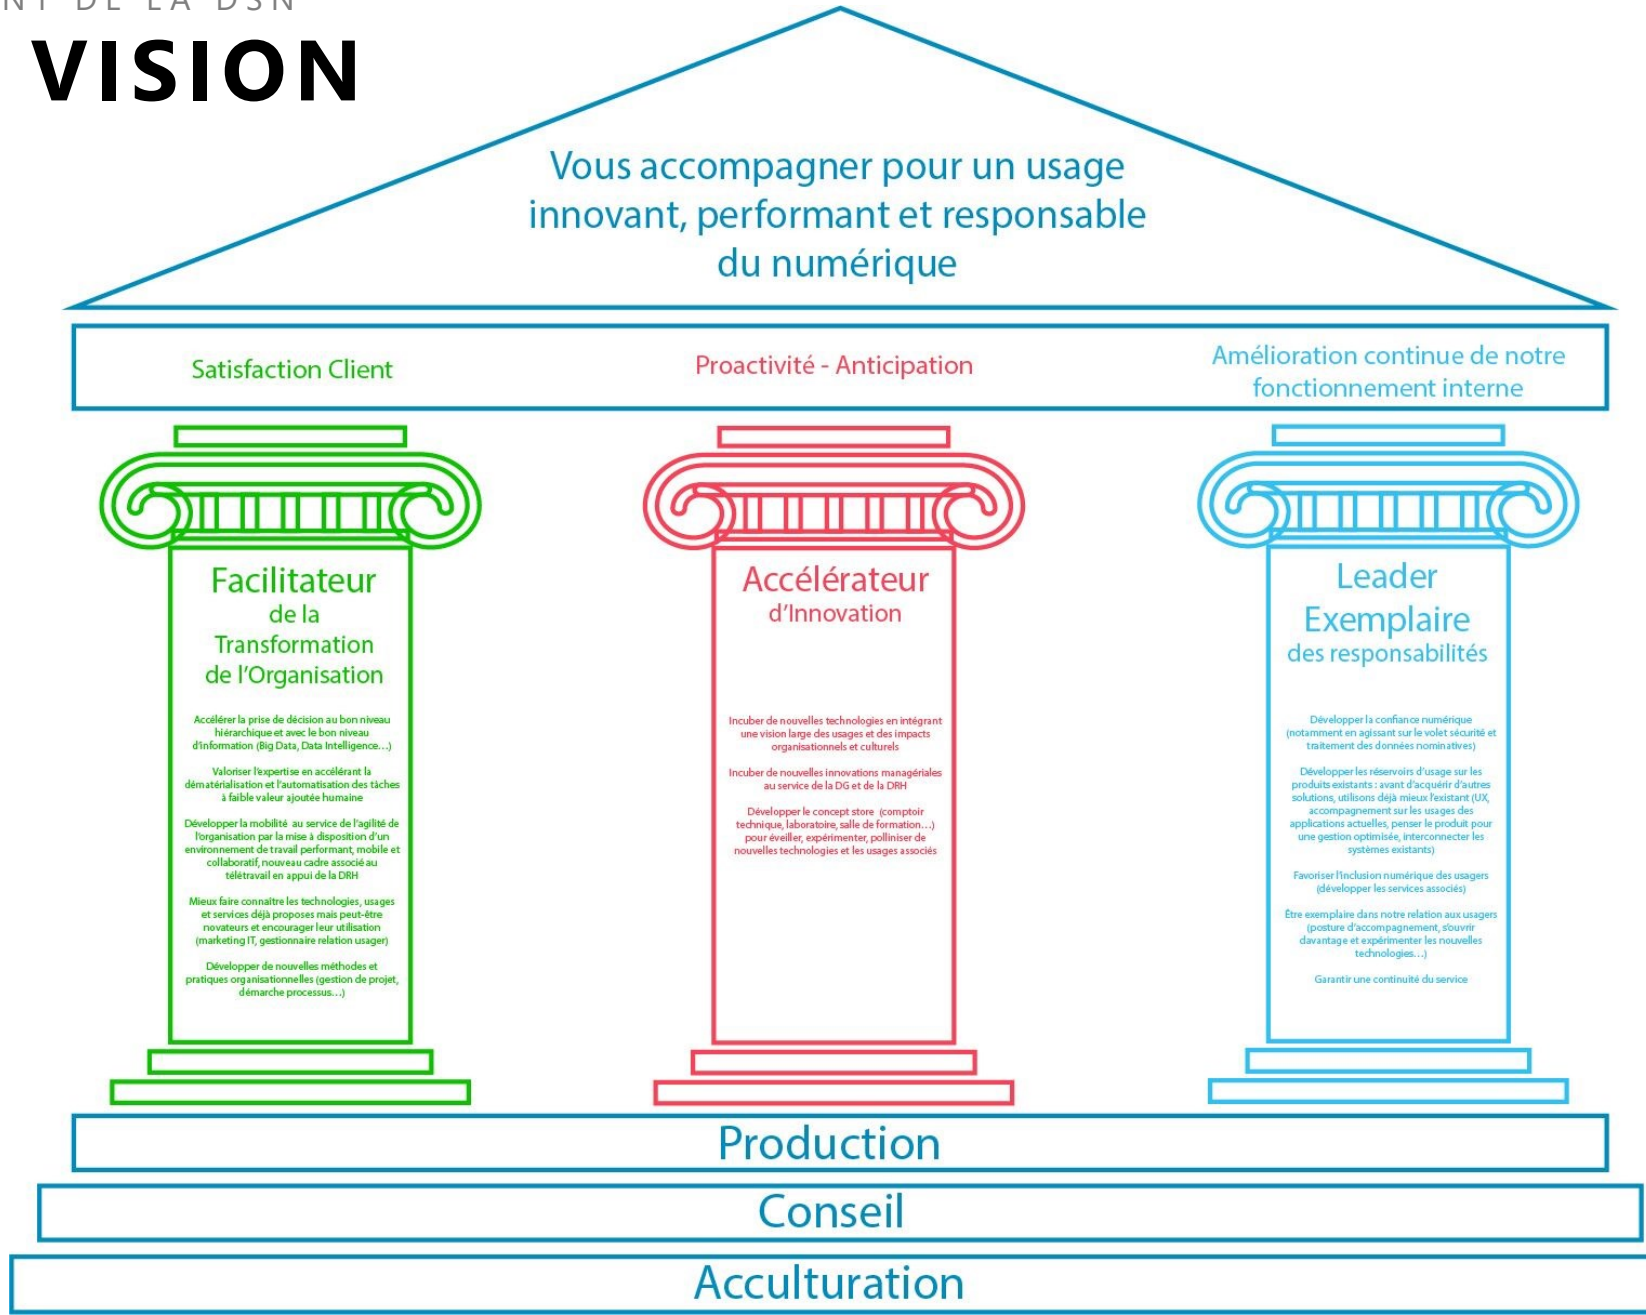 NT DE LA DSN
VISION
Vous accompagner pour un usage
innovant, performant et responsable
du numérique
Satisfaction Client
Proactivité - Anticipation
Amélioration continue de notre
fonctionnement interne
Facilitateur
de la
Transformation
de l'Organisation
Accélérer la prise de décision au bon niveau
hiérarchique et avec le bon niveau
d'information (Big Data, Data Intelligence…)
Valoriser l'expertise en accélérant la
dématérialisation et l'automatisation des tâches
à faible valeur ajoutée humaine
Développer la mobilité au service de l'agilité de
l'organisation par la mise à disposition d'un
environnement de travail performant, mobile et
collaboratif, nouveau cadre associé au
télétravail en appui de la DRH
Mieux faire connaître les technologies, usages
et services déjà proposes mais peut-être
novateurs et encourager leur utilisation
(marketing IT, gestionnaire relation usager)
Développer de nouvelles méthodes et
pratiques organisationnelles (gestion de projet,
démarche processus…)
Accélérateur
d'Innovation
Incuber de nouvelles technologies en intégrant
une vision large des usages et des impacts
organisationnels et culturels
Incuber de nouvelles innovations managériales
au service de la DG et de la DRH
Développer le concept store (comptoir
technique, laboratoire, salle de formation…)
pour éveiller, expérimenter, polliniser de
nouvelles technologies et les usages associés
Leader
Exemplaire
des responsabilités
Développer la confiance numérique
(notamment en agissant sur le volet sécurité et
traitement des données nominatives)
Développer les réservoirs d'usage sur les
produits existants : avant d'acquérir d'autres
solutions, utilisons déjà mieux l'existant (UX,
accompagnement sur les usages des
applications actuelles, penser le produit pour
une gestion optimisée, interconnecter les
systèmes existants)
Favoriser l'inclusion numérique des usagers
(développer les services associés)
Être exemplaire dans notre relation aux usagers
(posture d'accompagnement, s'ouvrir
davantage et expérimenter les nouvelles
technologies…)
Garantir une continuité du service
Production
Conseil
Acculturation